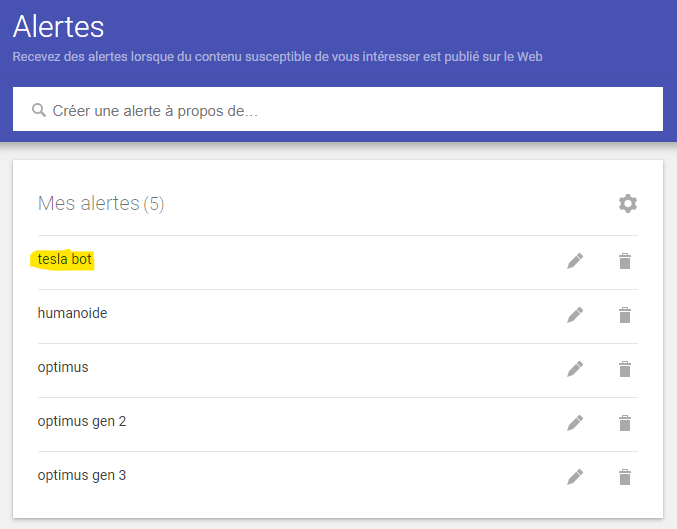 Alertes
Recevez des alertes lorsque du contenu susceptible de vous intéresser est publié sur le Web
Créer une alerte à propos de…
Mes alertes (5)
tesla bot
humanoide
optimus
optimus gen 2
optimus gen 3